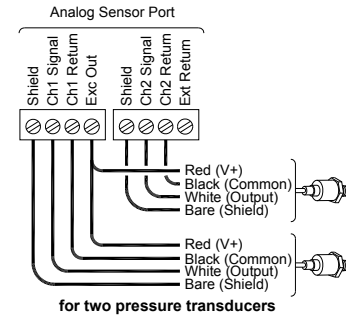 Analog Sensor Port
Shield
Ch1 Signal
Ch1 Return
Exc Out
Shield
Ch2 Signal
Ch2 Return
Ext Return
Red (V+)
Black (Common)
White (Output)
Bare (Shield)
Red (V+)
Black (Common)
White (Output)
Bare (Shield)
for two pressure transducers